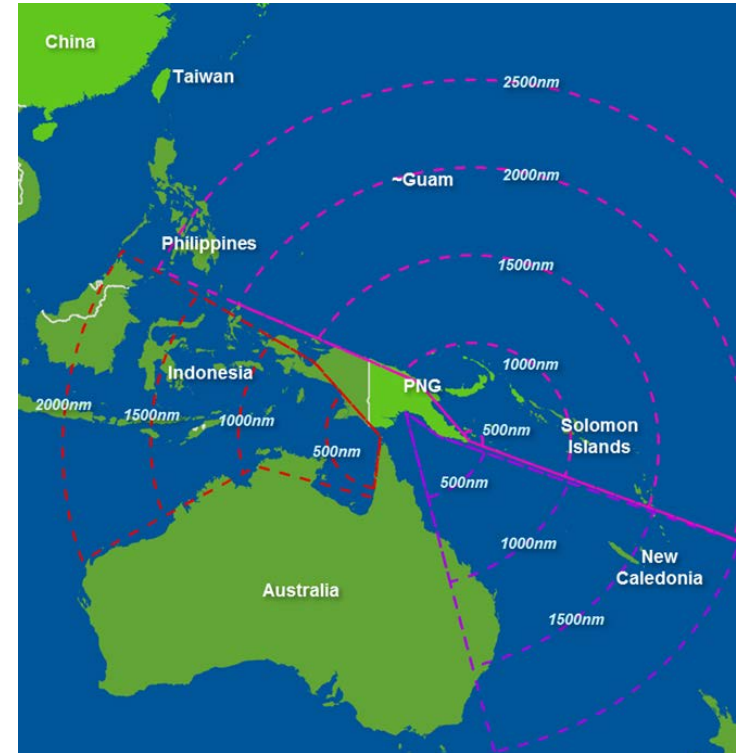 China
Taiwan
2500nm
~Guam
2000nm
Philippines
1500nm
1000nm
Indonesia
PNG
2000nm
1500nm
1000nm
500nm
500nm
Solomon
Islands
500nm
1000nm
New
Caledonia
Australia
1500nm